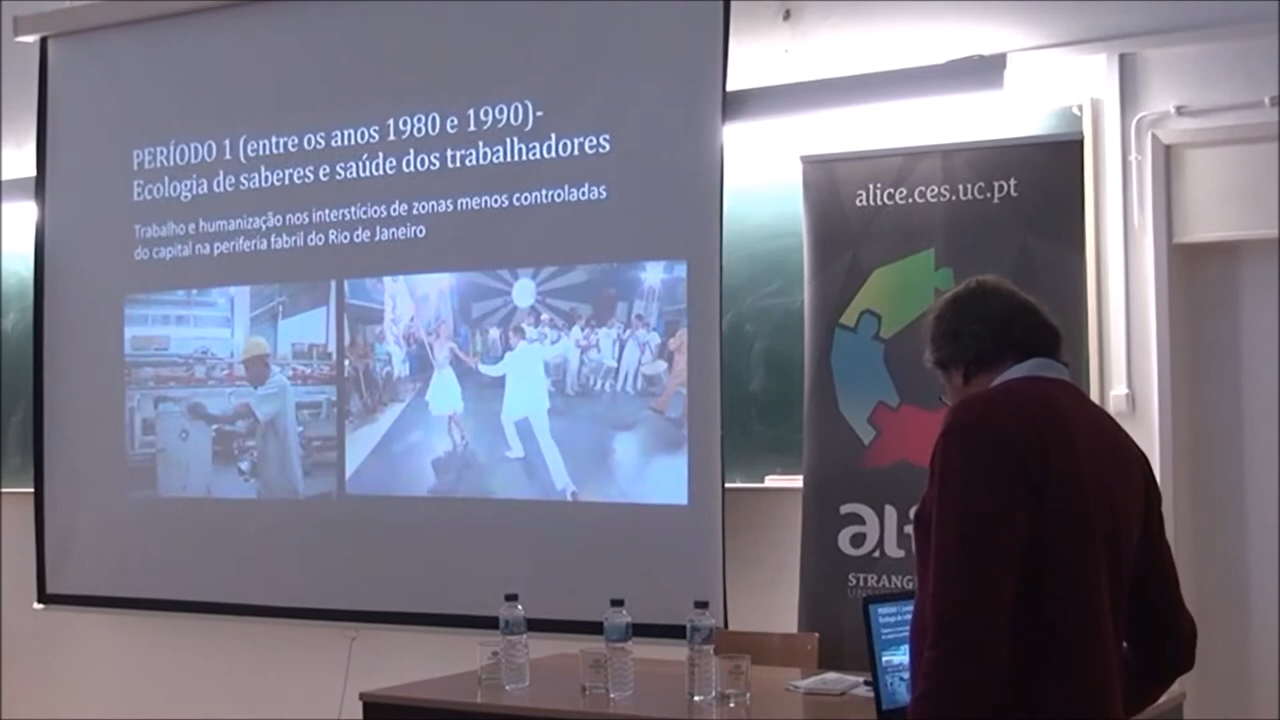 PERÍODO 1 (entre os anos 1980 e 1990)-
Ecologia de saberes e saúde dos trabalhadores
Trabalho e humanização nos interstícios de zonas menos controladas
do capital na periferia fabril do Rio de Janeiro
alice.ces.uc.pt
STRANG